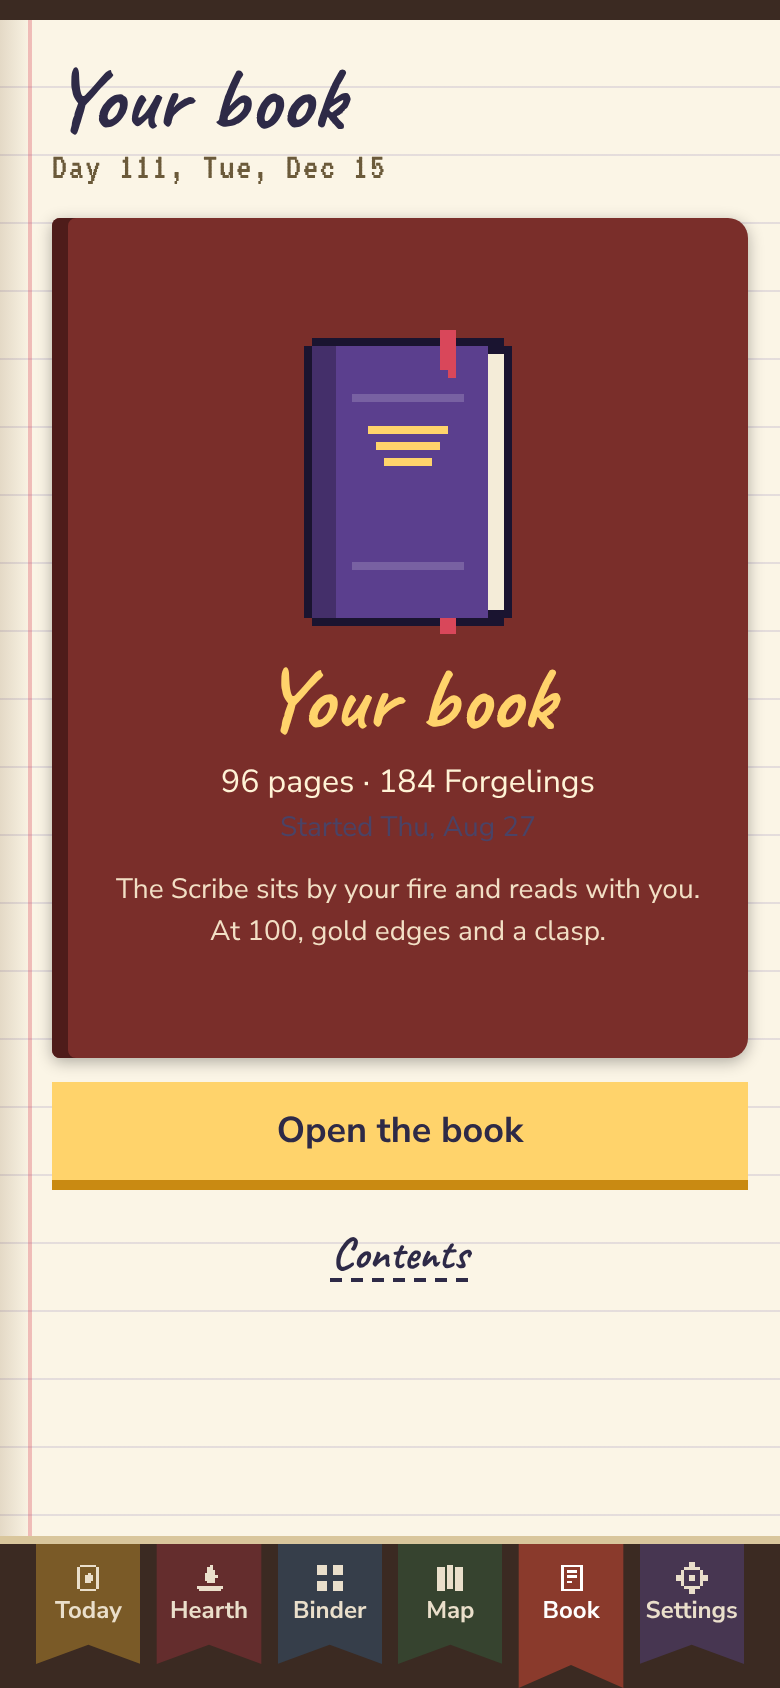 Your book
Day 111, Tue, Dec 15
Your book
96 pages · 184 Forgelings
Started Thu, Aug 27
The Scribe sits by your fire and reads with you.
At 100, gold edges and a clasp.
Open the book
Contents
Today
Hearth
Binder
Map
Book
Settings